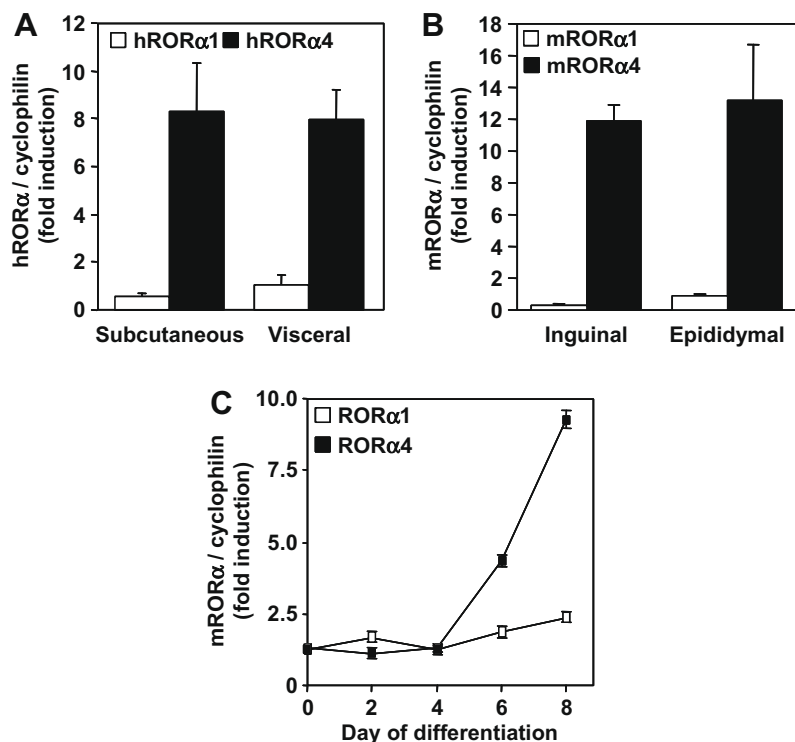 A
hRORα1 hRORα4
hRORα / cyclophilin
(fold induction)
12
10
8
6
4
2
0
Subcutaneous Visceral
B
mRORα1
mRORα4
mRORα / cyclophilin
(fold induction)
18
16
14
12
10
8
6
4
2
0
Inguinal Epididymal
C
RORα1
RORα4
mRORα / cyclophilin
(fold induction)
10.0
7.5
5.0
2.5
0
0 2 4 6 8
Day of differentiation